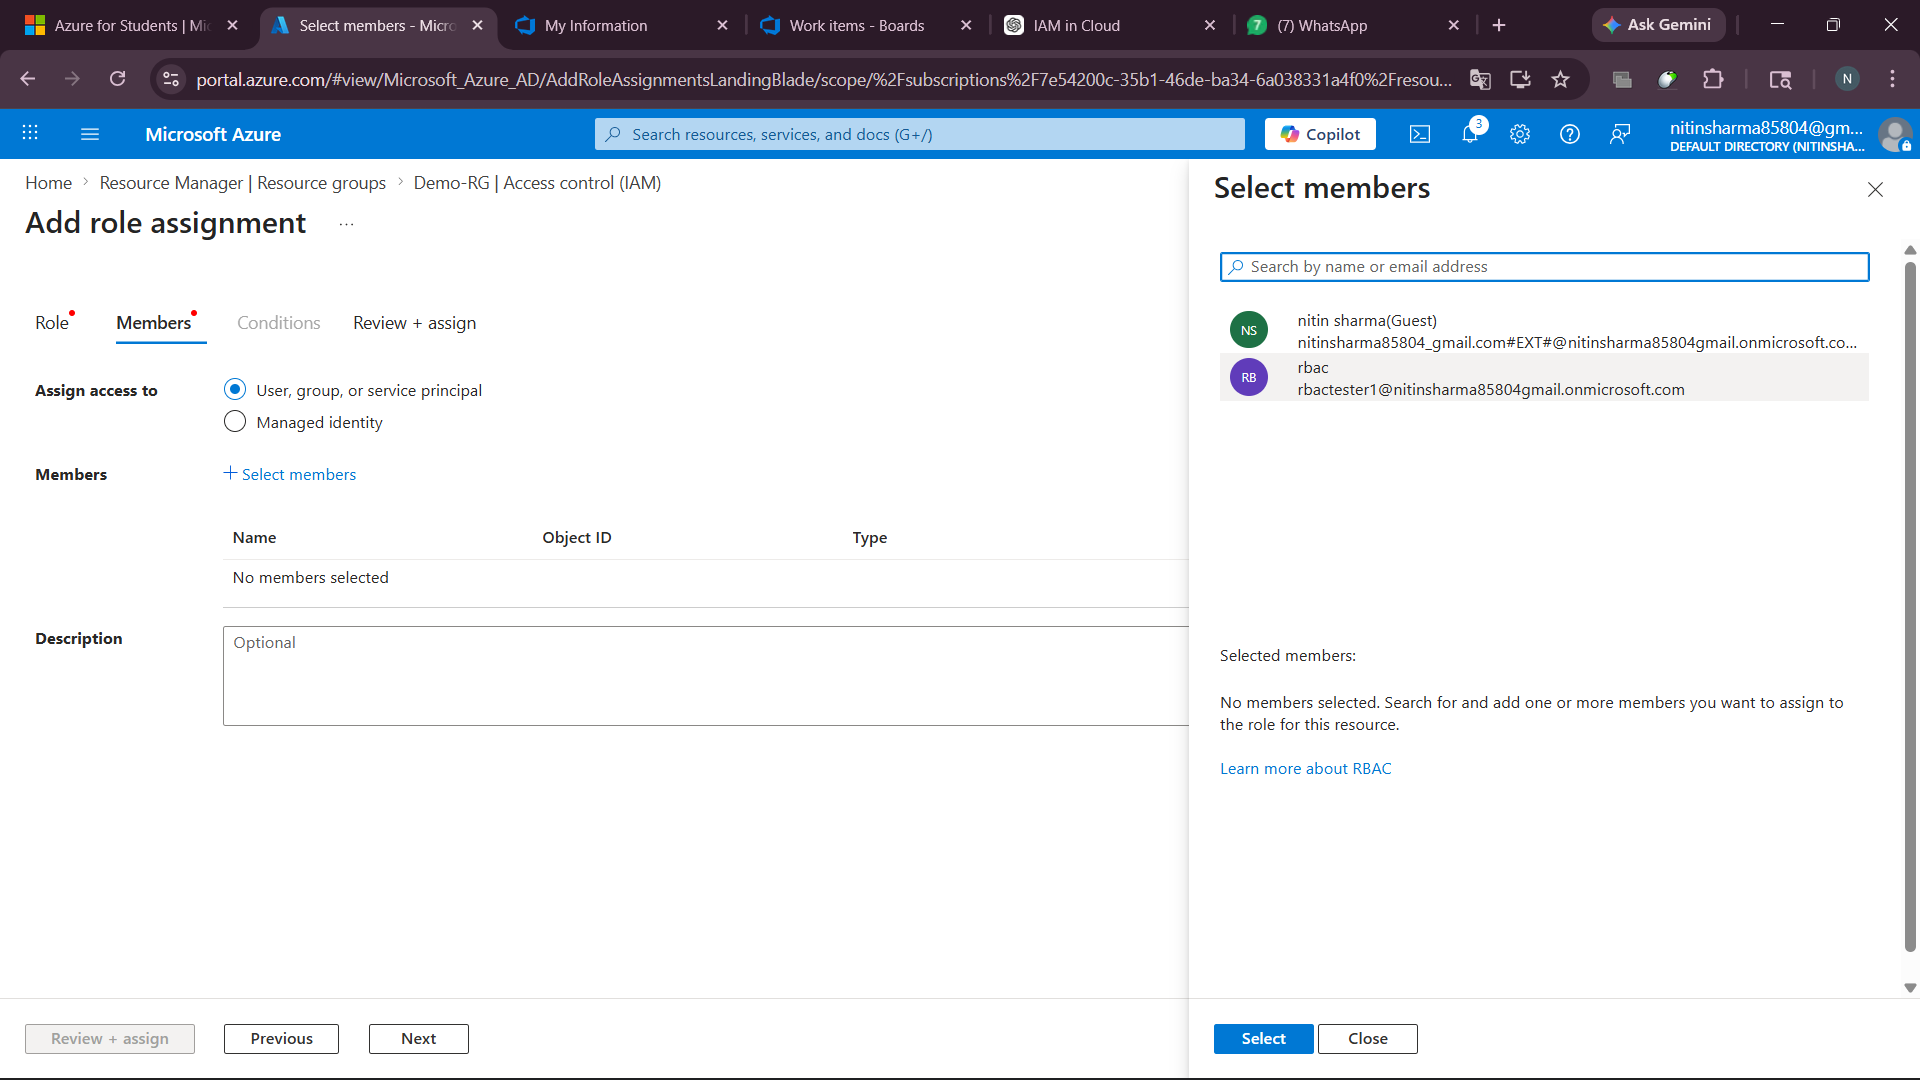 Azure for Students | Mic
Select members - Micro
My Information
Work items - Boards
IAM in Cloud
7
(7) WhatsApp
Ask Gemini
portal.azure.com/#view/Microsoft_Azure_AD/AddRoleAssignmentsLandingBlade/scope/%2Fsubscriptions%2F7e54200c-35b1-46de-ba34-6a038331a4f0%2Fresou...
N
Microsoft Azure
Search resources, services, and docs (G+/)
Copilot
3
nitinsharma85804@gm...
DEFAULT DIRECTORY (NITINSHA...
Home
Resource Manager | Resource groups
Demo-RG | Access control (IAM)
Add role assignment
...
Role
Members
Conditions
Review + assign
Assign access to
User, group, or service principal
Managed identity
Members
+ Select members
Name
Object ID
Type
No members selected
Description
Optional
Review + assign
Previous
Next
Select members
Search by name or email address
NS
nitin sharma(Guest)
nitinsharma85804_gmail.com#EXT#@nitinsharma85804gmail.onmicrosoft.co...
RB
rbac
rbactester1@nitinsharma85804gmail.onmicrosoft.com
Selected members:
No members selected. Search for and add one or more members you want to assign to
the role for this resource.
Learn more about RBAC
Select
Close